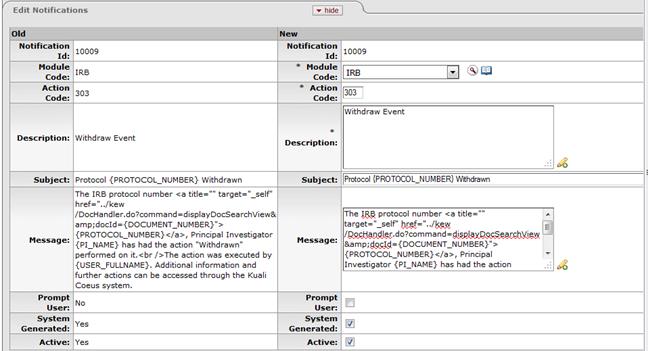 Edit Notifications
hide
Old New
Notification Id: 10009 Notification Id: 10009
Module Code: IRB * Module Code: IRB
Action Code: 303 * Action Code: 303
Description: Withdraw Event * Description: Withdraw Event
Subject: Protocol {PROTOCOL_NUMBER} Withdrawn Subject: Protocol {PROTOCOL_NUMBER} Withdrawn
Message:
The IRB protocol number <a title="" target="_self"
href="../kew
/DocHandler.do?command=displayDocSearchView&
amp;docId={DOCUMENT_NUMBER}">
{PROTOCOL_NUMBER}</a>, Principal Investigator
{PI_NAME} has had the action "Withdrawn"
performed on it.<br />The action was executed by
{USER_FULLNAME}. Additional information and
further actions can be accessed through the Kuali
Coeus system.
Message:
The IRB protocol number <a title=""
target="_self" href="../kew
/DocHandler.do?command=displayDocSearchView
&amp;docId={DOCUMENT_NUMBER}">
{PROTOCOL_NUMBER}</a>, Principal
Investigator {PI_NAME} has had the action
Prompt User: No Prompt User:
System Generated: Yes System Generated:
Active: Yes Active: